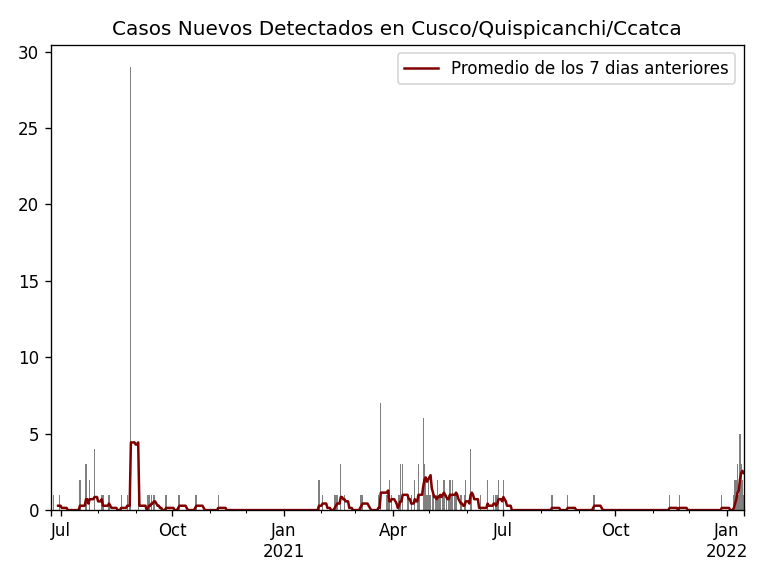 Casos Nuevos Detectados en Cusco/Quispicanchi/Ccatca
Promedio de los 7 dias anteriores
30
25
20
15
10
5
0
Jul Oct Jan Apr Jul Oct Jan
2021 2022